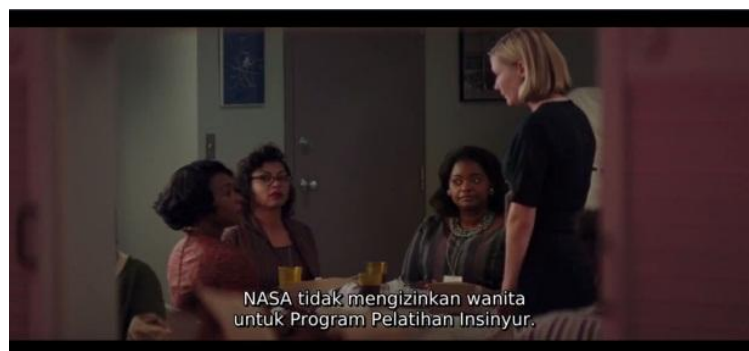 NASA tidak mengizinkan wanita
untuk Program Pelatihan Insinyur.